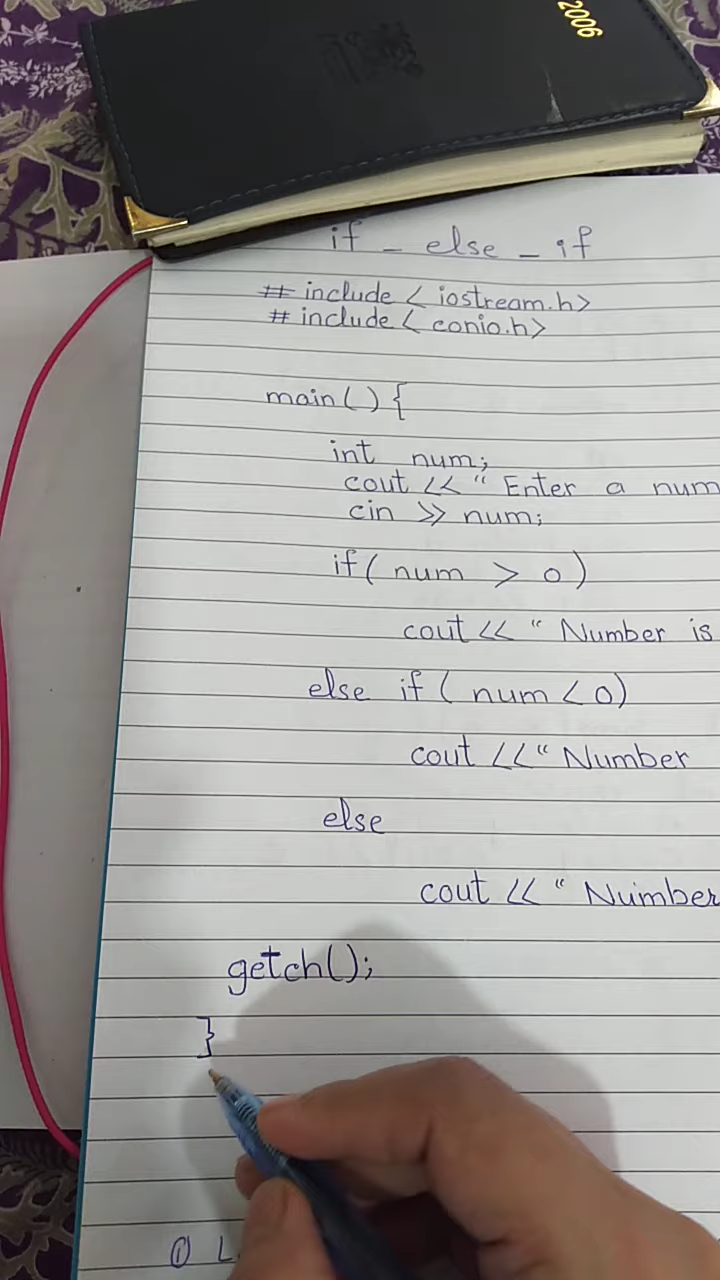 2006
if _ else _ if
# include < iostream.h>
# include < conio.h>
main() {
int num;
cout << " Enter a num
cin >> num;
if( num > 0 )
cout << " Number is
else if ( num < 0)
cout << " Number
else
cout << " Number
getch();
}
① L